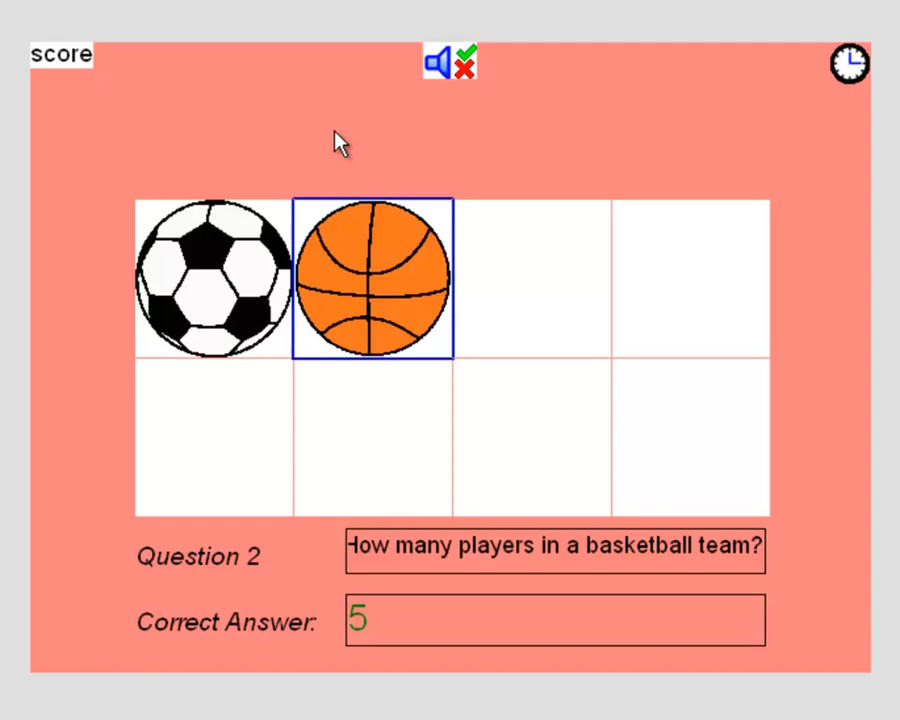 score
Question 2
How many players in a basketball team?
Correct Answer:
5